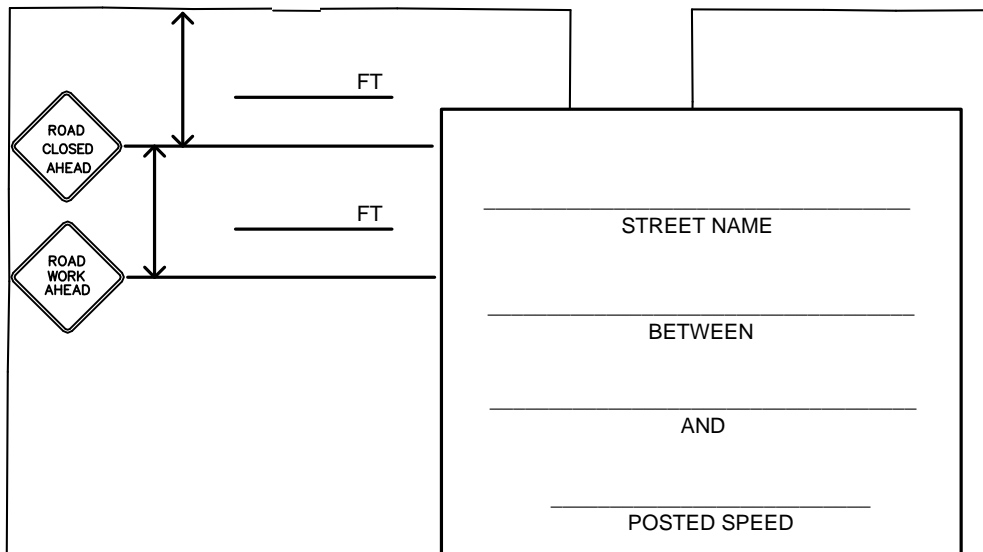 FT
ROAD
CLOSED
AHEAD
FT
ROAD
WORK
AHEAD
STREET NAME
BETWEEN
AND
POSTED SPEED